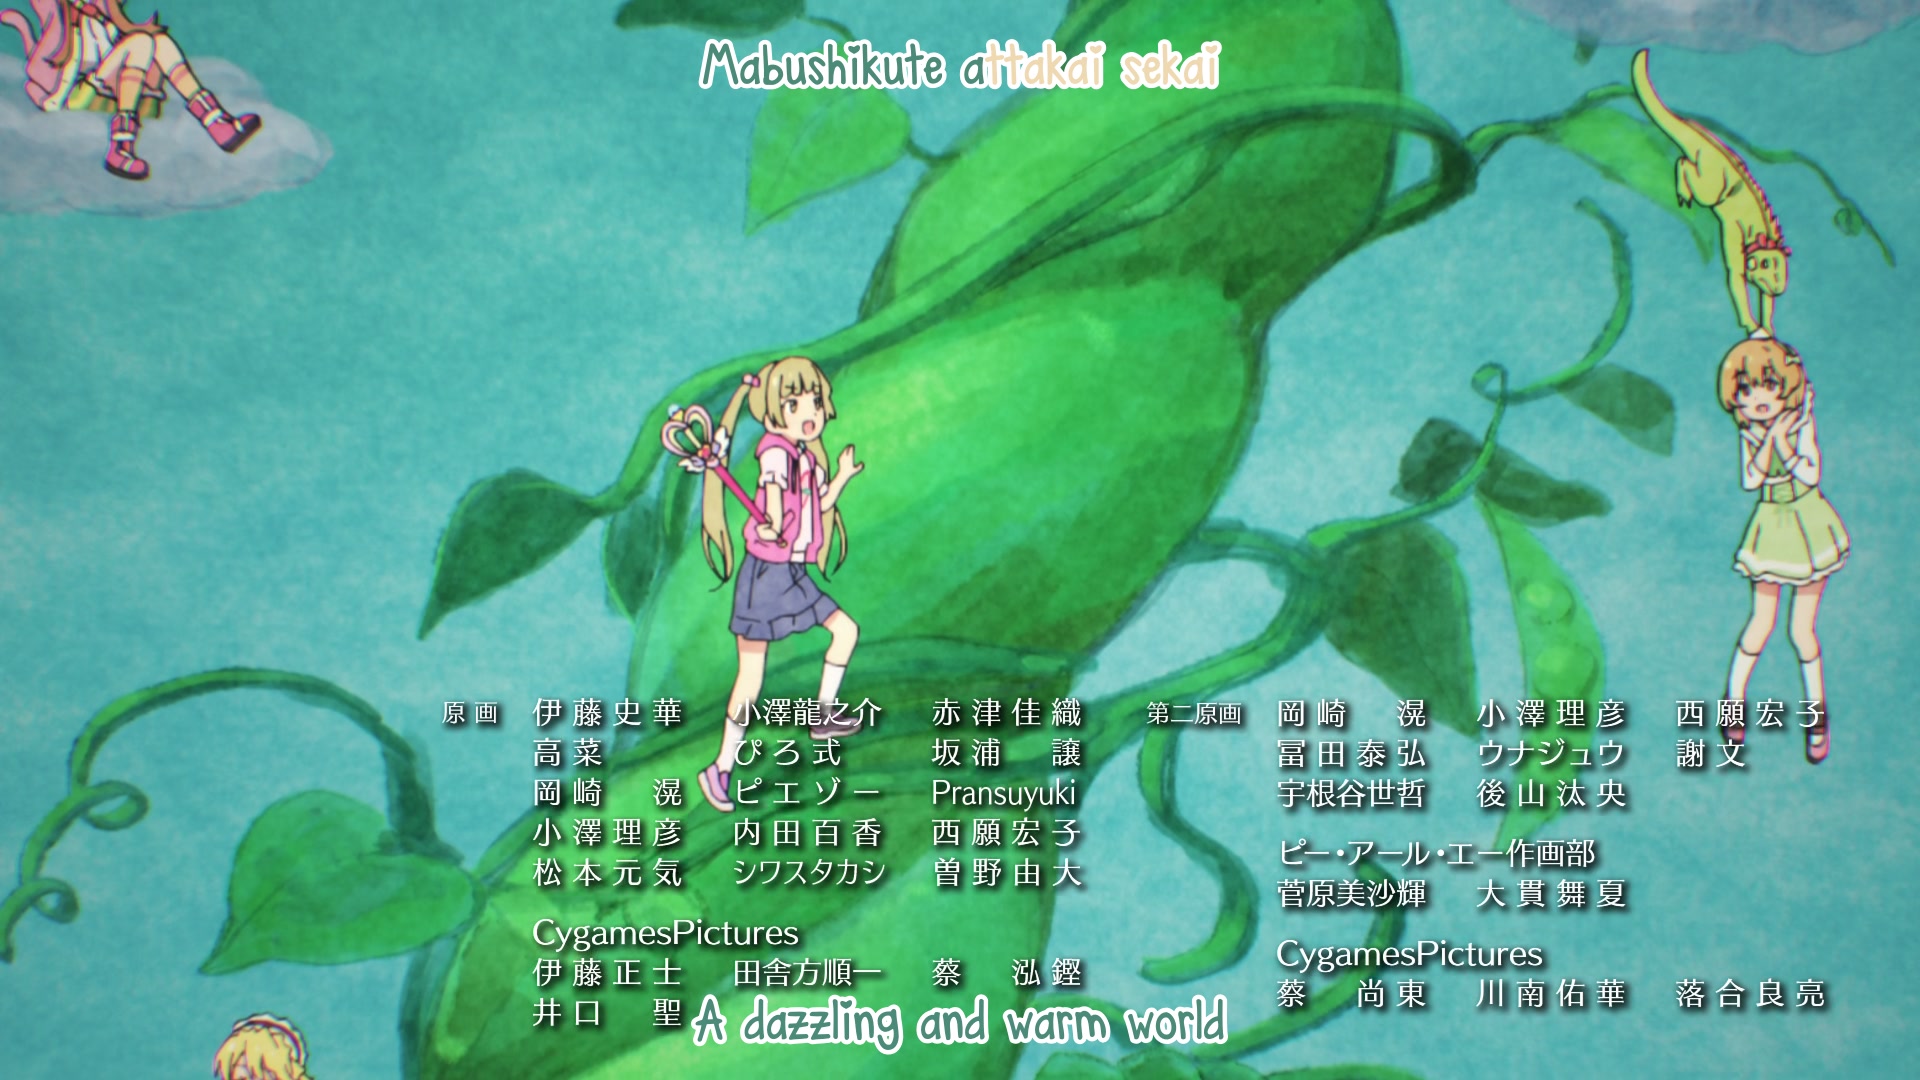 Mabushikute attakai sekai
原画 伊藤史華 小澤龍之介 赤津佳織
高菜 ぴろ式 坂浦 譲
岡崎 滉 ピエゾー Pransuyuki
小澤理彦 内田百香 西願宏子
松本元気 シワスタカシ 曽野由大
CygamesPictures
伊藤正士 田舎方順一 蔡 泓鏗
井口 聖
第二原画 岡崎 滉 小澤理彦 西願宏子
冨田泰弘 ウナジュウ 謝文
宇根谷世哲 後山汰央
ピー・アール・エー作画部
菅原美沙輝 大貫舞夏
CygamesPictures
蔡 尚東 川南佑華 落合良亮
A dazzling and warm world